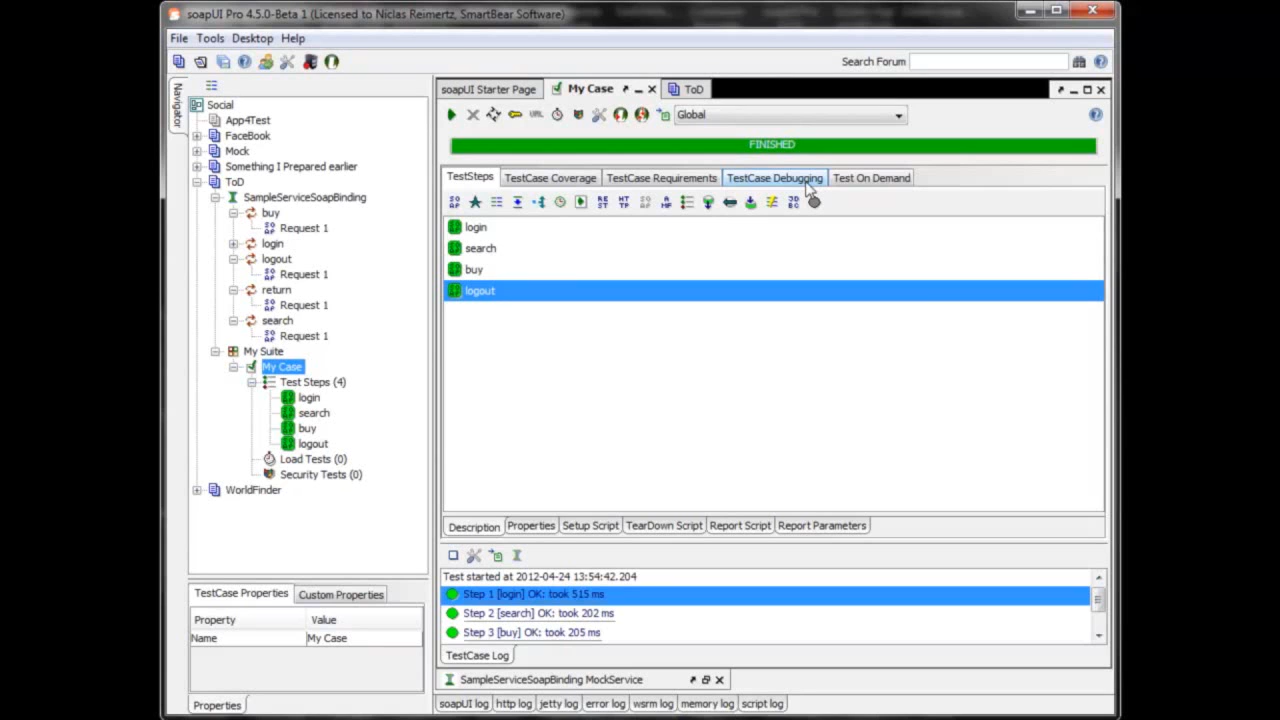 soapUI Pro 4.5.0-Beta 1 (Licensed to Niclas Reimertz, SmartBear Software)
File Tools Desktop Help
Search Forum
Navigator
Social
App4Test
FaceBook
Mock
Something I Prepared earlier
ToD
SampleServiceSoapBinding
buy
Request 1
login
logout
Request 1
return
Request 1
search
Request 1
My Suite
My Case
Test Steps (4)
login
search
buy
logout
Load Tests (0)
Security Tests (0)
WorldFinder
TestCase Properties Custom Properties
Property Value
Name My Case
Properties
soapUI Starter Page My Case ToD
URL Global
FINISHED
TestSteps TestCase Coverage TestCase Requirements TestCase Debugging Test On Demand
login
search
buy
logout
Description Properties Setup Script TearDown Script Report Script Report Parameters
Test started at 2012-04-24 13:54:42.204
Step 1 [login] OK: took 515 ms
Step 2 [search] OK: took 202 ms
Step 3 [buy] OK: took 205 ms
TestCase Log
SampleServiceSoapBinding MockService
soapUI log http log jetty log error log wsrm log memory log script log